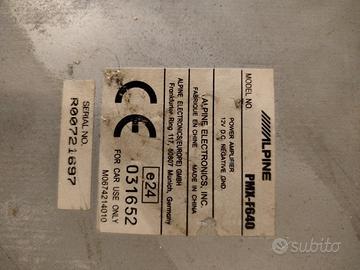 ALPINE
MODEL NO. PMX-F640
POWER AMPLIFIER
12V D.C. NEGATIVE GND.
ALPINE ELECTRONICS, INC.
FABRIQUE EN CHINE / MADE IN CHINA
ALPINE ELECTRONICS(EUROPE) GMBH
Frankfurter Ring 117, 80807 Munich, Germany
CE
e24
031652
FOR CAR USE ONLY
M0674214010
SERIAL NO.
R00721697
subito